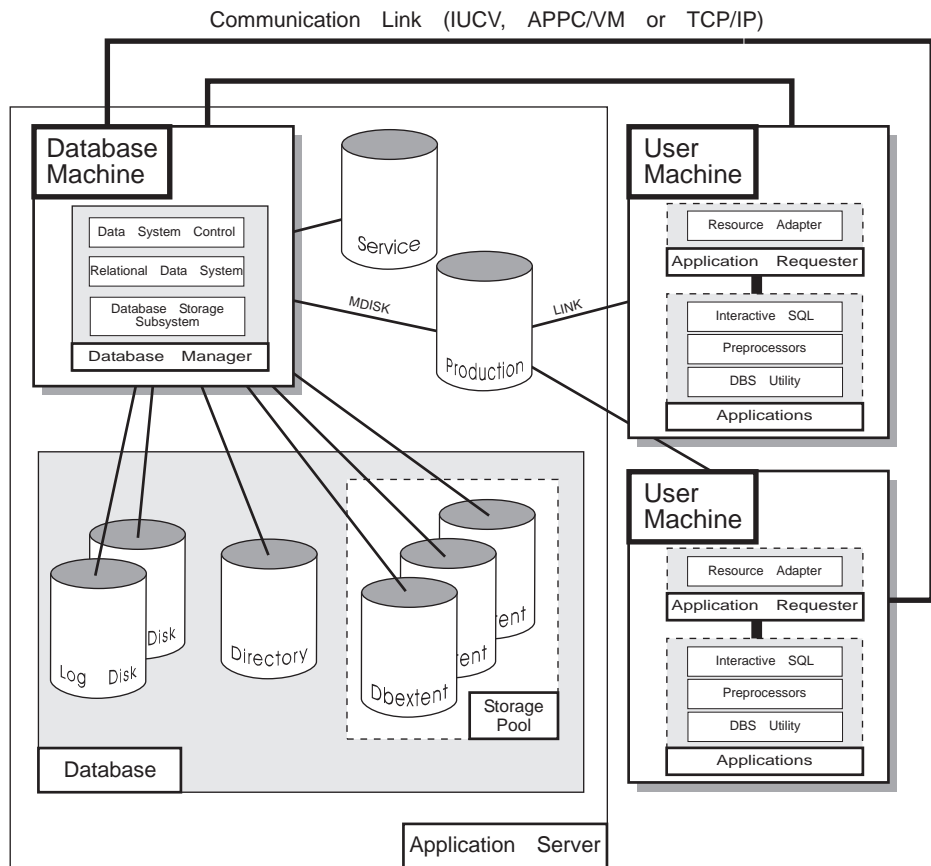 Communication Link (IUCV, APPC/VM or TCP/IP)
Database
Machine
Data System Control
Relational Data System
Database Storage
Subsystem
Database Manager
Service
MDISK
Production
LINK
User
Machine
Resource Adapter
Application Requester
Interactive SQL
Preprocessors
DBS Utility
Applications
User
Machine
Resource Adapter
Application Requester
Interactive SQL
Preprocessors
DBS Utility
Applications
Log Disk
Disk
Directory
Dbextent
tent
tent
Storage
Pool
Database
Application Server